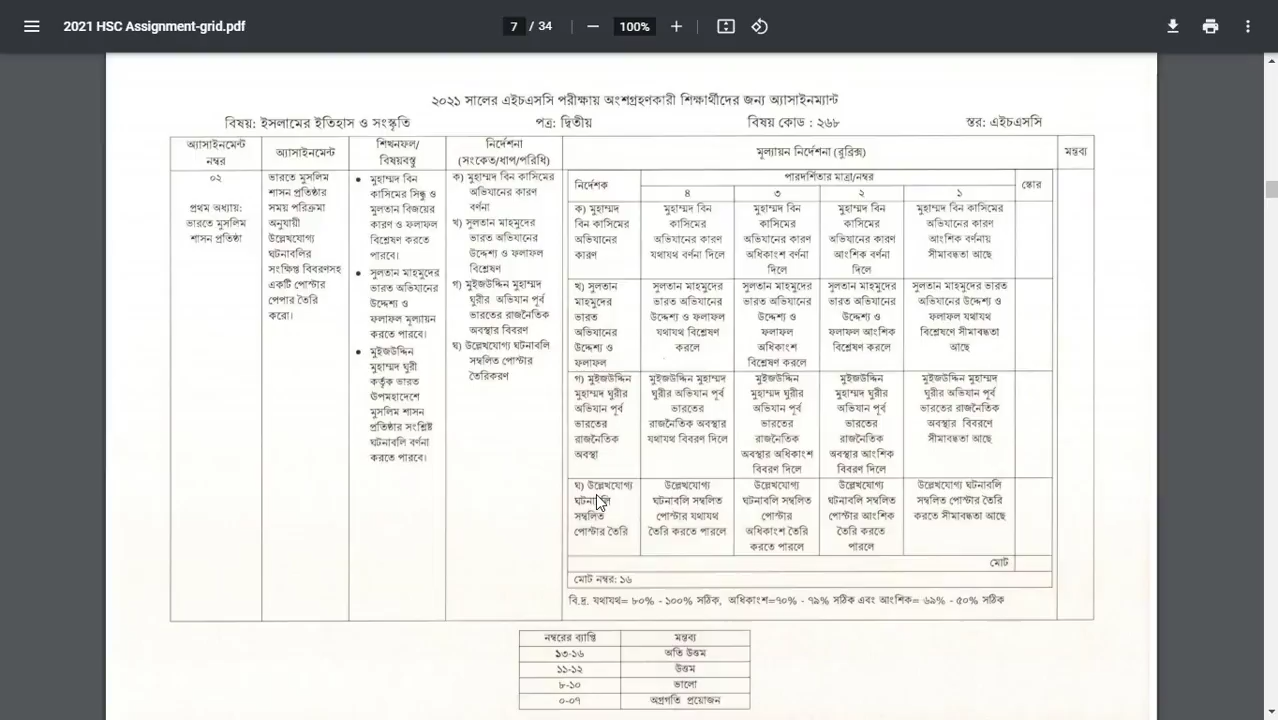 2021 HSC Assignment-grid.pdf
7 / 34
100%
২০২১ সালের এইচএসসি পরীক্ষায় অংশগ্রহণকারী শিক্ষার্থীদের জন্য অ্যাসাইনম্যান্ট
বিষয়: ইসলামের ইতিহাস ও সংস্কৃতি
পত্র: দ্বিতীয়
বিষয় কোড : ২৬৮
স্তর: এইচএসসি
অ্যাসাইনমেন্ট
নম্বর
অ্যাসাইনমেন্ট
শিখনফল/
বিষয়বস্তু
নির্দেশনা
(সংকেত/ধাপ/পরিধি)
মূল্যায়ন নির্দেশনা (রুব্রিক্স)
মন্তব্য
০২
প্রথম অধ্যায়:
ভারতে মুসলিম
শাসন প্রতিষ্ঠা
ভারতে মুসলিম
শাসন প্রতিষ্ঠার
সময় পরিক্রমা
অনুযায়ী
উল্লেখযোগ্য
ঘটনাবলির
সংক্ষিপ্ত বিবরণসহ
একটি পোস্টার
পেপার তৈরি
করো।
মুহাম্মদ বিন
কাসিমের সিন্ধু ও
মুলতান বিজয়ের
কারণ ও ফলাফল
বিশ্লেষণ করতে
পারবে।
সুলতান মাহমুদের
ভারত অভিযানের
উদ্দেশ্য ও
ফলাফল মূল্যায়ন
করতে পারবে।
মুইজউদ্দিন
মুহাম্মদ ঘুরী
কর্তৃক ভারত
ঊপমহাদেশে
মুসলিম শাসন
প্রতিষ্ঠার সংশ্লিষ্ট
ঘটনাবলি বর্ণনা
করতে পারবে।
ক) মুহাম্মদ বিন কাসিমের
অভিযানের কারণ
বর্ণনা
খ) সুলতান মাহমুদের
ভারত অভিযানের
উদ্দেশ্য ও ফলাফল
বিশ্লেষণ
গ) মুইজউদ্দিন মুহাম্মদ
ঘুরীর অভিযান পূর্ব
ভারতের রাজনৈতিক
অবস্থার বিবরণ
ঘ) উল্লেখযোগ্য ঘটনাবলি
সম্বলিত পোস্টার
তৈরিকরণ
নির্দেশক
পারদর্শিতার মাত্রা/নম্বর
স্কোর
৪
৩
২
১
ক) মুহাম্মদ
বিন কাসিমের
অভিযানের
কারণ
মুহাম্মদ বিন
কাসিমের
অভিযানের কারণ
যথাযথ বর্ণনা দিলে
মুহাম্মদ বিন
কাসিমের
অভিযানের কারণ
অধিকাংশ বর্ণনা
দিলে
মুহাম্মদ বিন
কাসিমের
অভিযানের কারণ
আংশিক বর্ণনা
দিলে
মুহাম্মদ বিন কাসিমের
অভিযানের কারণ
আংশিক বর্ণনায়
সীমাবদ্ধতা আছে
খ) সুলতান
মাহমুদের
ভারত
অভিযানের
উদ্দেশ্য ও
ফলাফল
সুলতান মাহমুদের
ভারত অভিযানের
উদ্দেশ্য ও ফলাফল
যথাযথ বিশ্লেষণ
করলে
সুলতান মাহমুদের
ভারত অভিযানের
উদ্দেশ্য ও
ফলাফল
অধিকাংশ
বিশ্লেষণ করলে
সুলতান মাহমুদের
ভারত অভিযানের
উদ্দেশ্য ও
ফলাফল আংশিক
বিশ্লেষণ করলে
সুলতান মাহমুদের ভারত
অভিযানের উদ্দেশ্য ও
ফলাফল যথাযথ
বিশ্লেষণে সীমাবদ্ধতা
আছে
গ) মুইজউদ্দিন
মুহাম্মদ ঘুরীর
অভিযান পূর্ব
ভারতের
রাজনৈতিক
অবস্থা
মুইজউদ্দিন মুহাম্মদ
ঘুরীর অভিযান পূর্ব
ভারতের
রাজনৈতিক অবস্থার
যথাযথ বিবরণ দিলে
মুইজউদ্দিন
মুহাম্মদ ঘুরীর
অভিযান পূর্ব
ভারতের
রাজনৈতিক
অবস্থার অধিকাংশ
বিবরণ দিলে
মুইজউদ্দিন
মুহাম্মদ ঘুরীর
অভিযান পূর্ব
ভারতের
রাজনৈতিক
অবস্থার আংশিক
বিবরণ দিলে
মুইজউদ্দিন মুহাম্মদ
ঘুরীর অভিযান পূর্ব
ভারতের রাজনৈতিক
অবস্থার বিবরণে
সীমাবদ্ধতা আছে
ঘ) উল্লেখযোগ্য
ঘটনাবলি
সম্বলিত
পোস্টার তৈরি
উল্লেখযোগ্য
ঘটনাবলি সম্বলিত
পোস্টার যথাযথ
তৈরি করতে পারলে
উল্লেখযোগ্য
ঘটনাবলি সম্বলিত
পোস্টার
অধিকাংশ তৈরি
করতে পারলে
উল্লেখযোগ্য
ঘটনাবলি সম্বলিত
পোস্টার আংশিক
তৈরি করতে
পারলে
উল্লেখযোগ্য ঘটনাবলি
সম্বলিত পোস্টার তৈরি
করতে সীমাবদ্ধতা আছে
মোট
মোট নম্বর: ১৬
বি.দ্র. যথাযথ= ৮০% - ১০০% সঠিক, অধিকাংশ=৭০% - ৭৯% সঠিক এবং আংশিক= ৬৯% - ৫০% সঠিক
নম্বরের ব্যাপ্তি
মন্তব্য
১৩-১৬
অতি উত্তম
১১-১২
উত্তম
৮-১০
ভালো
০-০৭
অগ্রগতি প্রয়োজন